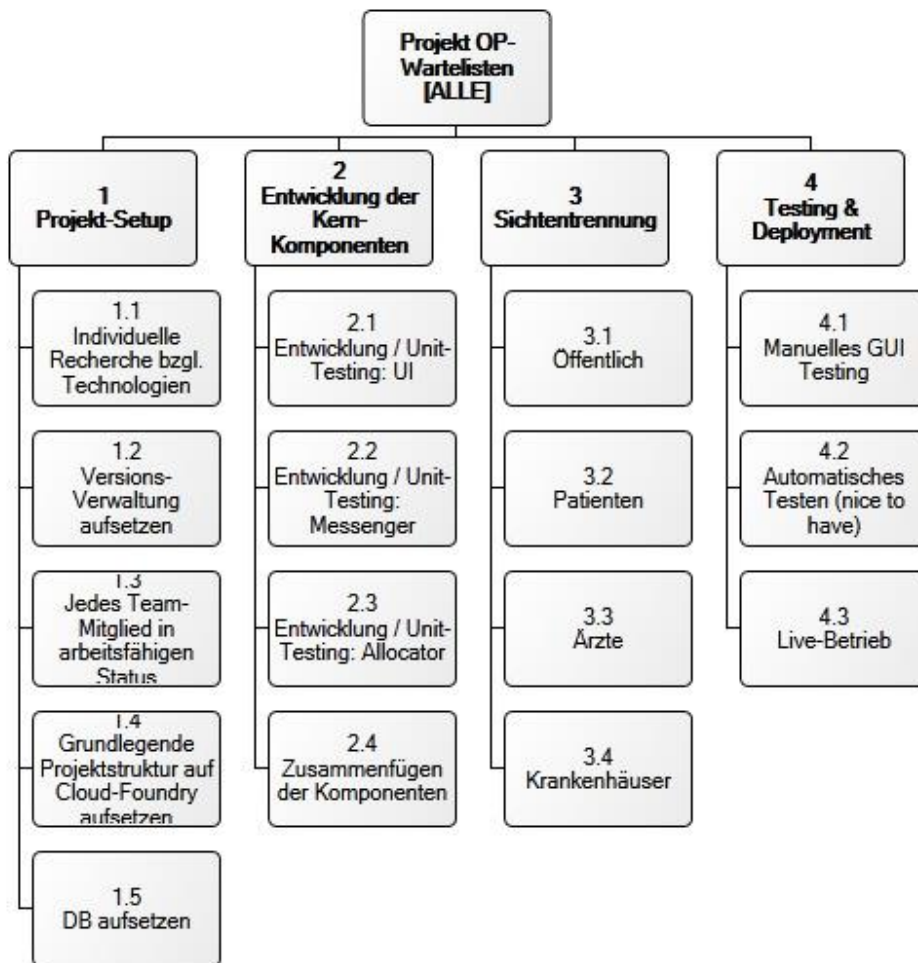 Projekt OP-
Wartelisten
[ALLE]
1
Projekt-Setup
2
Entwicklung der
Kern-
Komponenten
3
Sichtentrennung
4
Testing &
Deployment
1.1
Individuelle
Recherche bzgl.
Technologien
1.2
Versions-
Verwaltung
aufsetzen
1.3
Jedes Team-
Mitglied in
arbeitsfähigen
Status
1.4
Grundlegende
Projektstruktur auf
Cloud-Foundry
aufsetzen
1.5
DB aufsetzen
2.1
Entwicklung / Unit-
Testing: UI
2.2
Entwicklung / Unit-
Testing:
Messenger
2.3
Entwicklung / Unit-
Testing: Allocator
2.4
Zusammenfügen
der Komponenten
3.1
Öffentlich
3.2
Patienten
3.3
Ärzte
3.4
Krankenhäuser
4.1
Manuelles GUI
Testing
4.2
Automatisches
Testen (nice to
have)
4.3
Live-Betrieb